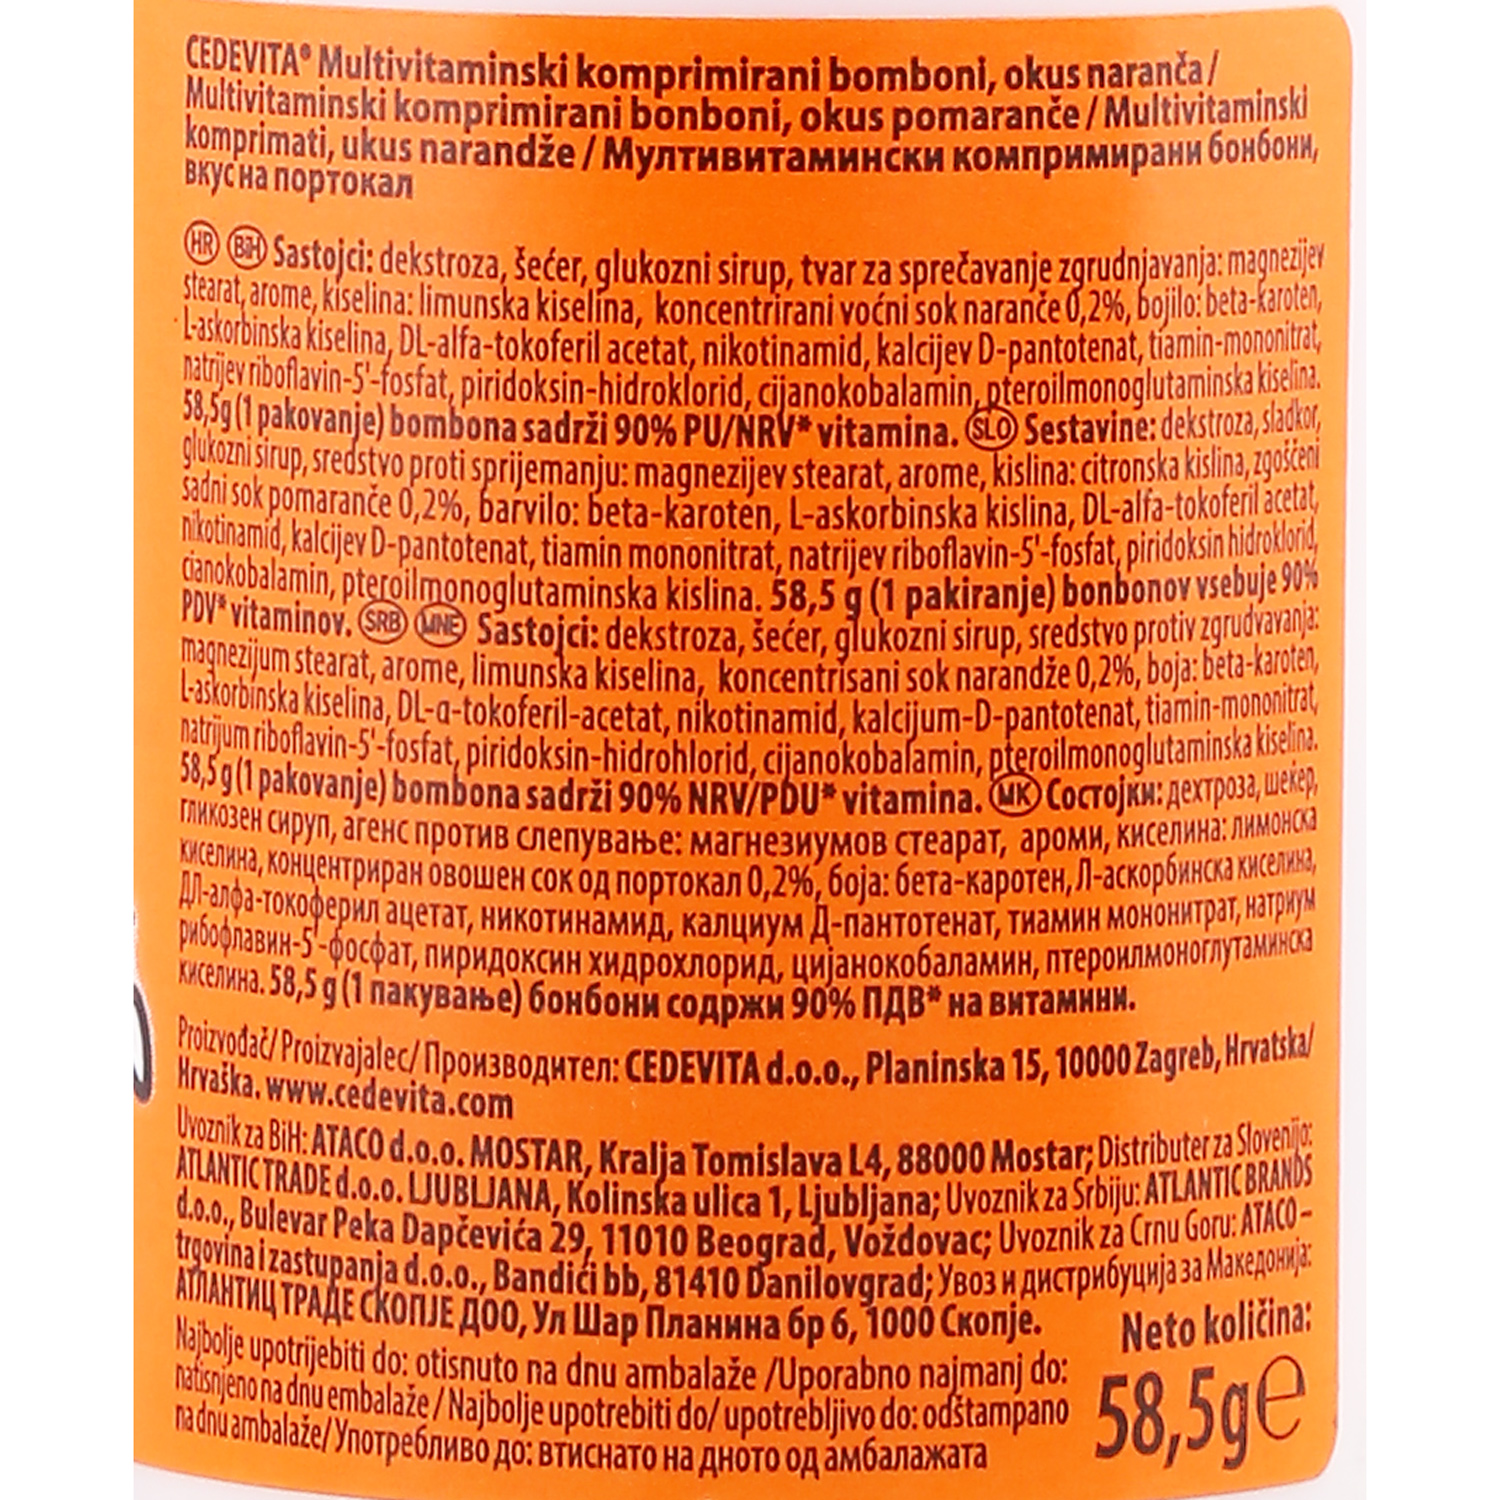 CEDEVITA® Multivitaminski komprimirani bomboni, okus naranča /
Multivitaminski komprimirani bonboni, okus pomaranče / Multivitaminski
komprimati, ukus narandže / Мултивитамински компримирани бонбони,
вкус на портокал
HR BiH Sastojci: dekstroza, šećer, glukozni sirup, tvar za sprečavanje zgrudnjavanja: magnezijev
stearat, arome, kiselina: limunska kiselina, koncentrirani voćni sok naranče 0,2%, bojilo: beta-karoten,
L-askorbinska kiselina, DL-alfa-tokoferil acetat, nikotinamid, kalcijev D-pantotenat, tiamin-mononitrat,
natrijev riboflavin-5'-fosfat, piridoksin-hidroklorid, cijanokobalamin, pteroilmonoglutaminska kiselina.
58,5g (1 pakovanje) bombona sadrži 90% PU/NRV* vitamina. SLO Sestavine: dekstroza, sladkor,
glukozni sirup, sredstvo proti sprijemanju: magnezijev stearat, arome, kislina: citronska kislina, zgoščeni
sadni sok pomaranče 0,2%, barvilo: beta-karoten, L-askorbinska kislina, DL-alfa-tokoferil acetat,
nikotinamid, kalcijev D-pantotenat, tiamin mononitrat, natrijev riboflavin-5'-fosfat, piridoksin hidroklorid,
cianokobalamin, pteroilmonoglutaminska kislina. 58,5 g (1 pakiranje) bonbonov vsebuje 90%
PDV* vitaminov. SRB MNE Sastojci: dekstroza, šećer, glukozni sirup, sredstvo protiv zgrudvavanja:
magnezijum stearat, arome, limunska kiselina, koncentrisani sok narandže 0,2%, boja: beta-karoten,
L-askorbinska kiselina, DL-α-tokoferil-acetat, nikotinamid, kalcijum-D-pantotenat, tiamin-mononitrat,
natrijum riboflavin-5'-fosfat, piridoksin-hidrohlorid, cijanokobalamin, pteroilmonoglutaminska kiselina.
58,5 g (1 pakovanje) bombona sadrži 90% NRV/PDU* vitamina. MK Состојки: дехтроза, шеќер,
гликозен сируп, агенс против слепување: магнезиумов стеарат, ароми, киселина: лимонска
киселина, концентриран овошен сок од портокал 0,2%, боја: бета-каротен, Л-аскорбинска киселина,
ДЛ-алфа-токоферил ацетат, никотинамид, калциум Д-пантотенат, тиамин мононитрат, натриум
рибофлавин-5'-фосфат, пиридоксин хидрохлорид, цијанокобаламин, птероилмоноглутаминска
киселина. 58,5 g (1 пакување) бонбони содржи 90% ПДВ* на витамини.
Proizvođač/ Proizvajalec/ Производител: CEDEVITA d.o.o., Planinska 15, 10000 Zagreb, Hrvatska/
Hrvaška. www.cedevita.com
Uvoznik za BiH: ATACO d.o.o. MOSTAR, Kralja Tomislava L4, 88000 Mostar; Distributer za Slovenijo:
ATLANTIC TRADE d.o.o. LJUBLJANA, Kolinska ulica 1, Ljubljana; Uvoznik za Srbiju: ATLANTIC BRANDS
d.o.o., Bulevar Peka Dapčevića 29, 11010 Beograd, Voždovac; Uvoznik za Crnu Goru: ATACO –
trgovina i zastupanja d.o.o., Bandići bb, 81410 Danilovgrad; Увоз и дистрибуција за Македонија:
АТЛАНТИЦ ТРАДЕ СКОПЈЕ ДОО, Ул Шар Планина бр 6, 1000 Скопје.
Neto količina:
58,5g ℮
Najbolje upotrijebiti do: otisnuto na dnu ambalaže /Uporabno najmanj do:
natisnjeno na dnu embalaže / Najbolje upotrebiti do/ upotrebljivo do: odštampano
na dnu ambalaže/ Употребливо до: втиснато на дното од амбалажата